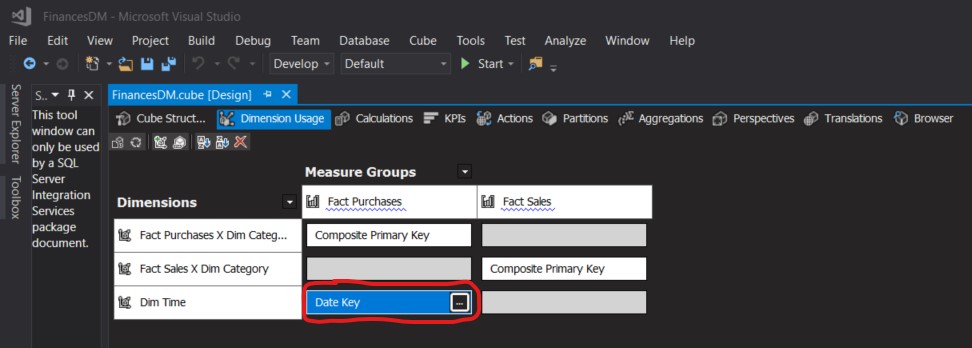 FinancesDM - Microsoft Visual Studio
File Edit View Project Build Debug Team Database Cube Tools Test Analyze Window Help
Develop Default Start
Server Explorer
Toolbox
S..
This tool
window can
only be used
by a SQL
Server
Integration
Services
package
document.
FinancesDM.cube [Design]
Cube Struct... Dimension Usage Calculations KPIs Actions Partitions Aggregations Perspectives Translations Browser
Measure Groups
Dimensions Fact Purchases Fact Sales
Fact Purchases X Dim Categ... Composite Primary Key
Fact Sales X Dim Category Composite Primary Key
Dim Time Date Key ...